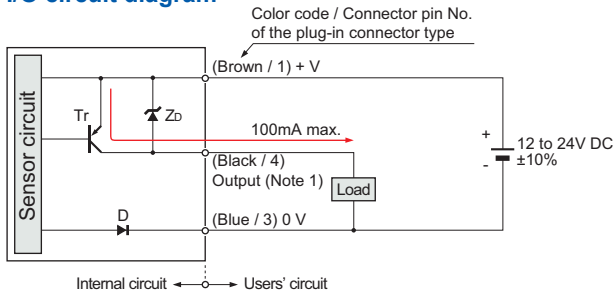 I/O circuit diagram
Color code / Connector pin No.
of the plug-in connector type
(Brown / 1) + V
Tr
ZD
Sensor circuit
100mA max.
+
12 to 24V DC
-
±10%
(Black / 4)
Output (Note 1)
Load
D
(Blue / 3) 0 V
Internal circuit
Users' circuit